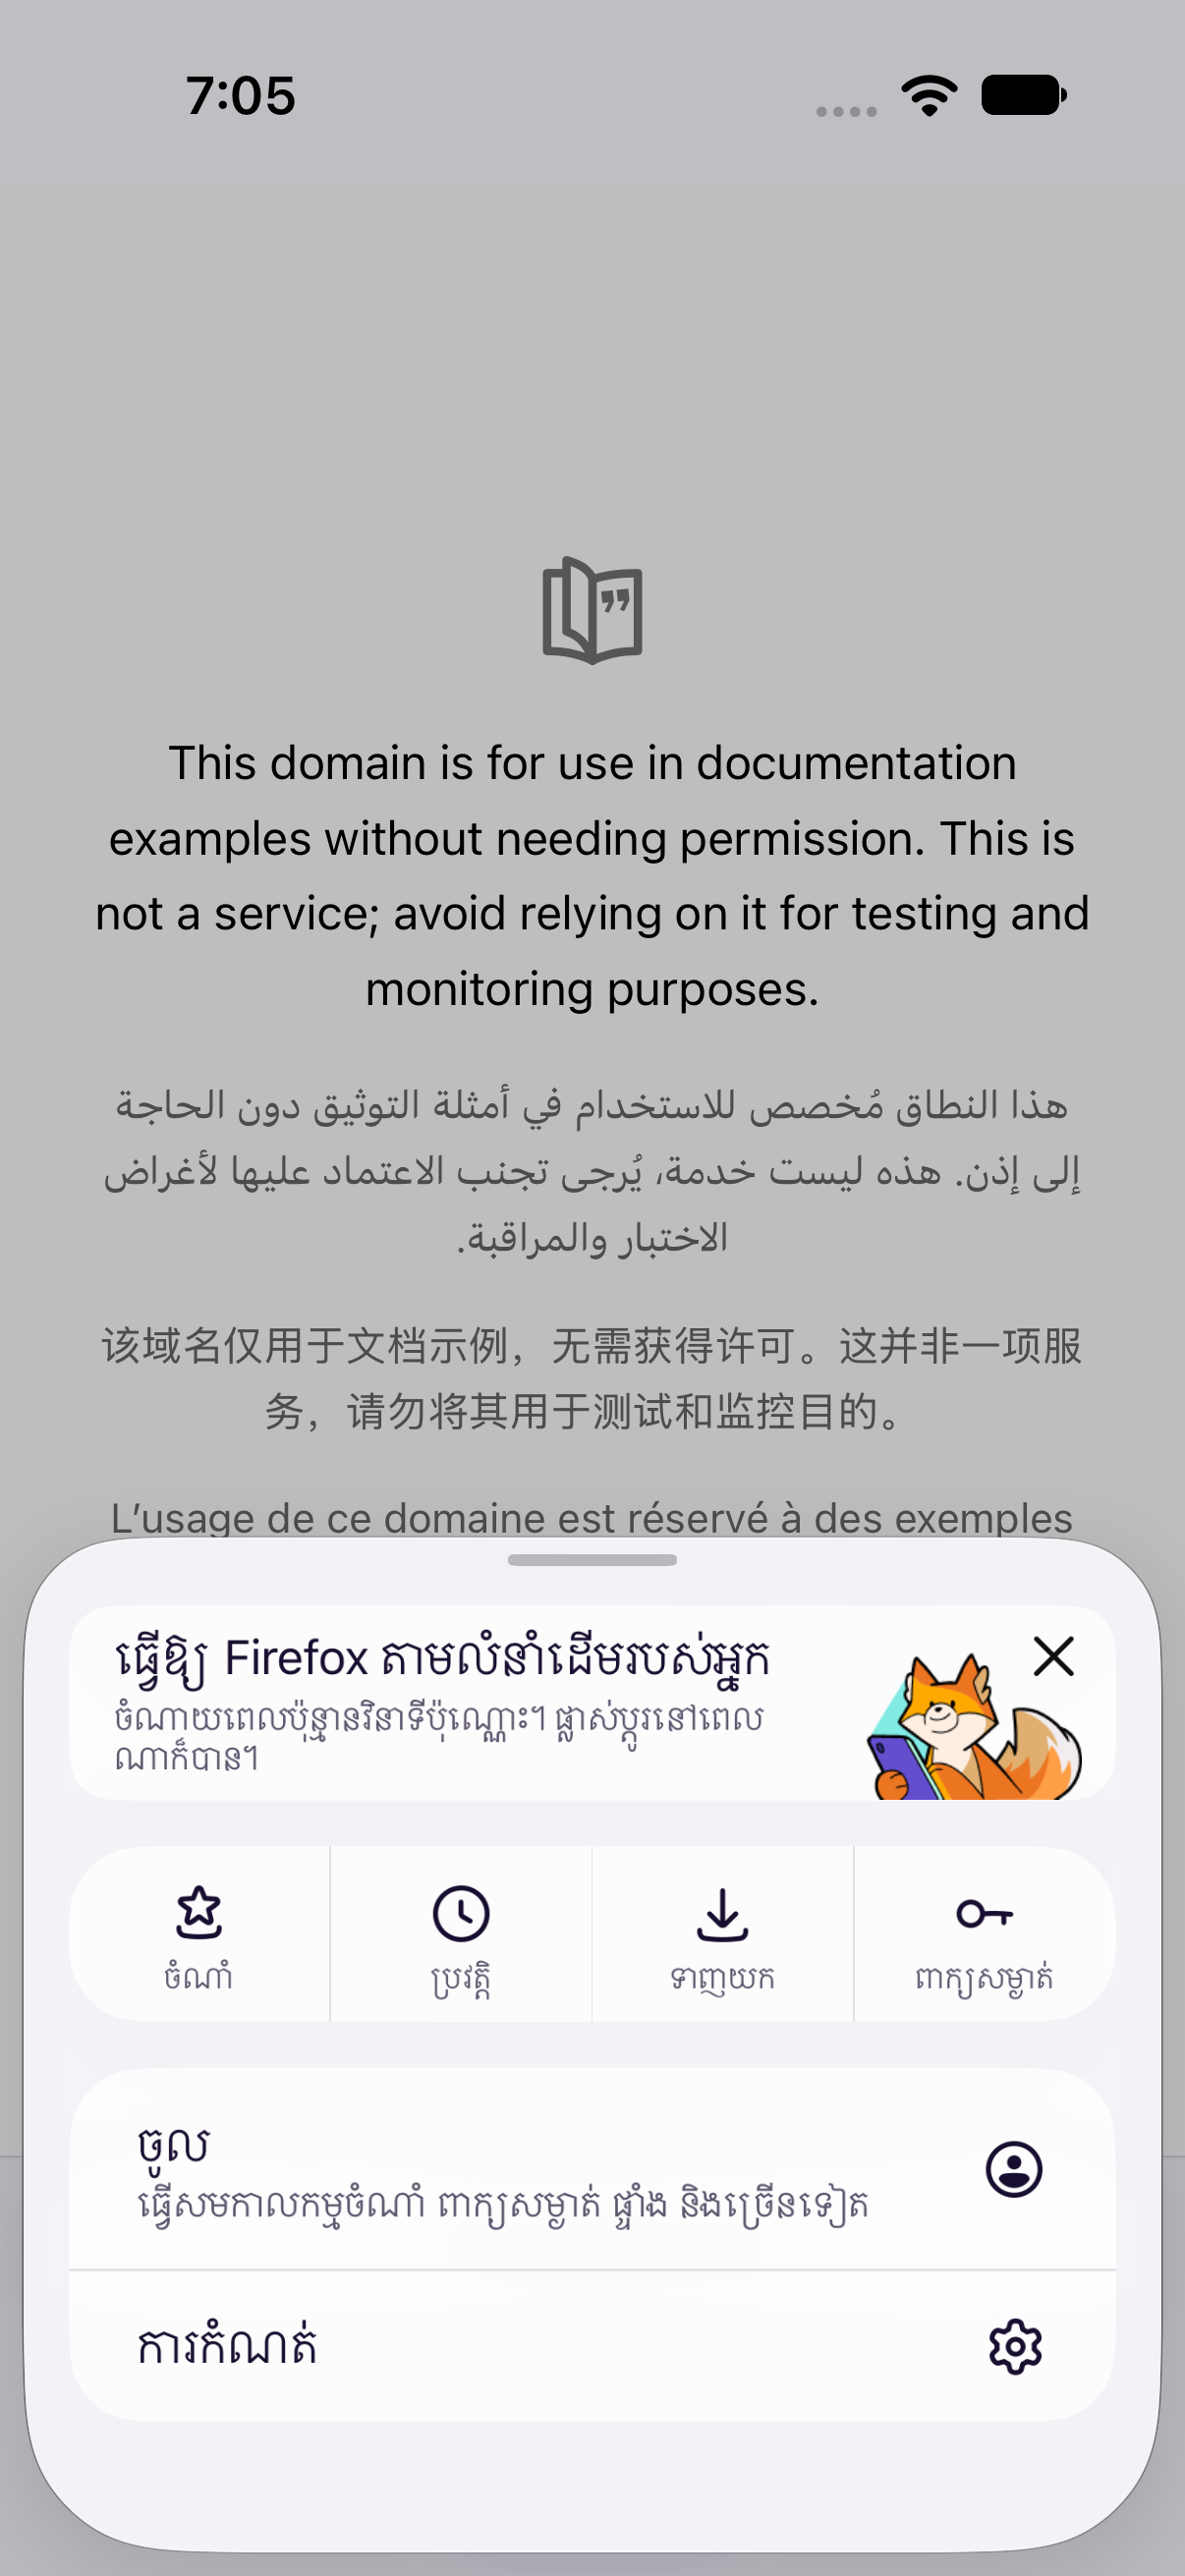 7:05
This domain is for use in documentation
examples without needing permission. This is
not a service; avoid relying on it for testing and
monitoring purposes.
هذا النطاق مُخصص للاستخدام في أمثلة التوثيق دون الحاجة
إلى إذن. هذه ليست خدمة، يُرجى تجنب الاعتماد عليها لأغراض
الاختبار والمراقبة.
该域名仅用于文档示例，无需获得许可。这并非一项服
务，请勿将其用于测试和监控目的。
L’usage de ce domaine est réservé à des exemples
ធ្វើឱ្យ Firefox តាមលំនាំដើមរបស់អ្នក
ចំណាយពេលប៉ុន្មានវិនាទីប៉ុណ្ណោះ។ ផ្លាស់ប្ដូរនៅពេល
ណាក៏បាន។
ចំណាំ
ប្រវត្តិ
ទាញយក
ពាក្យសម្ងាត់
ចូល
ធ្វើសមកាលកម្មចំណាំ ពាក្យសម្ងាត់ ផ្ទាំង និងច្រើនទៀត
ការកំណត់